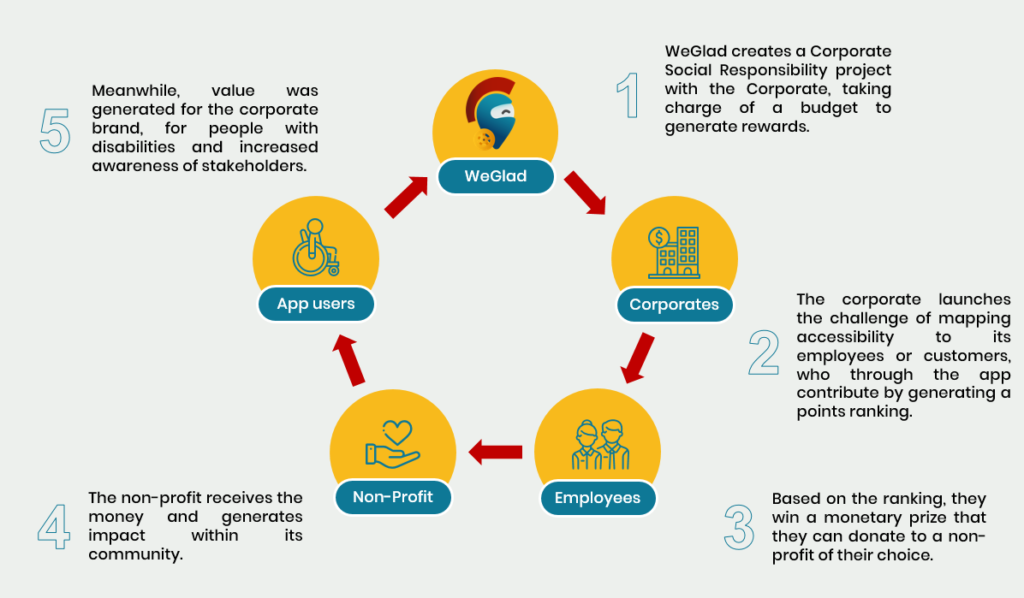 1
WeGlad creates a Corporate
Social Responsibility project
with the Corporate, taking
charge of a budget to
generate rewards.
2
The corporate launches
the challenge of mapping
accessibility to its
employees or customers,
who through the app
contribute by generating a
points ranking.
3
Based on the ranking, they
win a monetary prize that
they can donate to a non-
profit of their choice.
4
The non-profit receives the
money and generates
impact within its
community.
5
Meanwhile, value was
generated for the corporate
brand, for people with
disabilities and increased
awareness of stakeholders.
WeGlad
$
Corporates
Employees
Non-Profit
App users